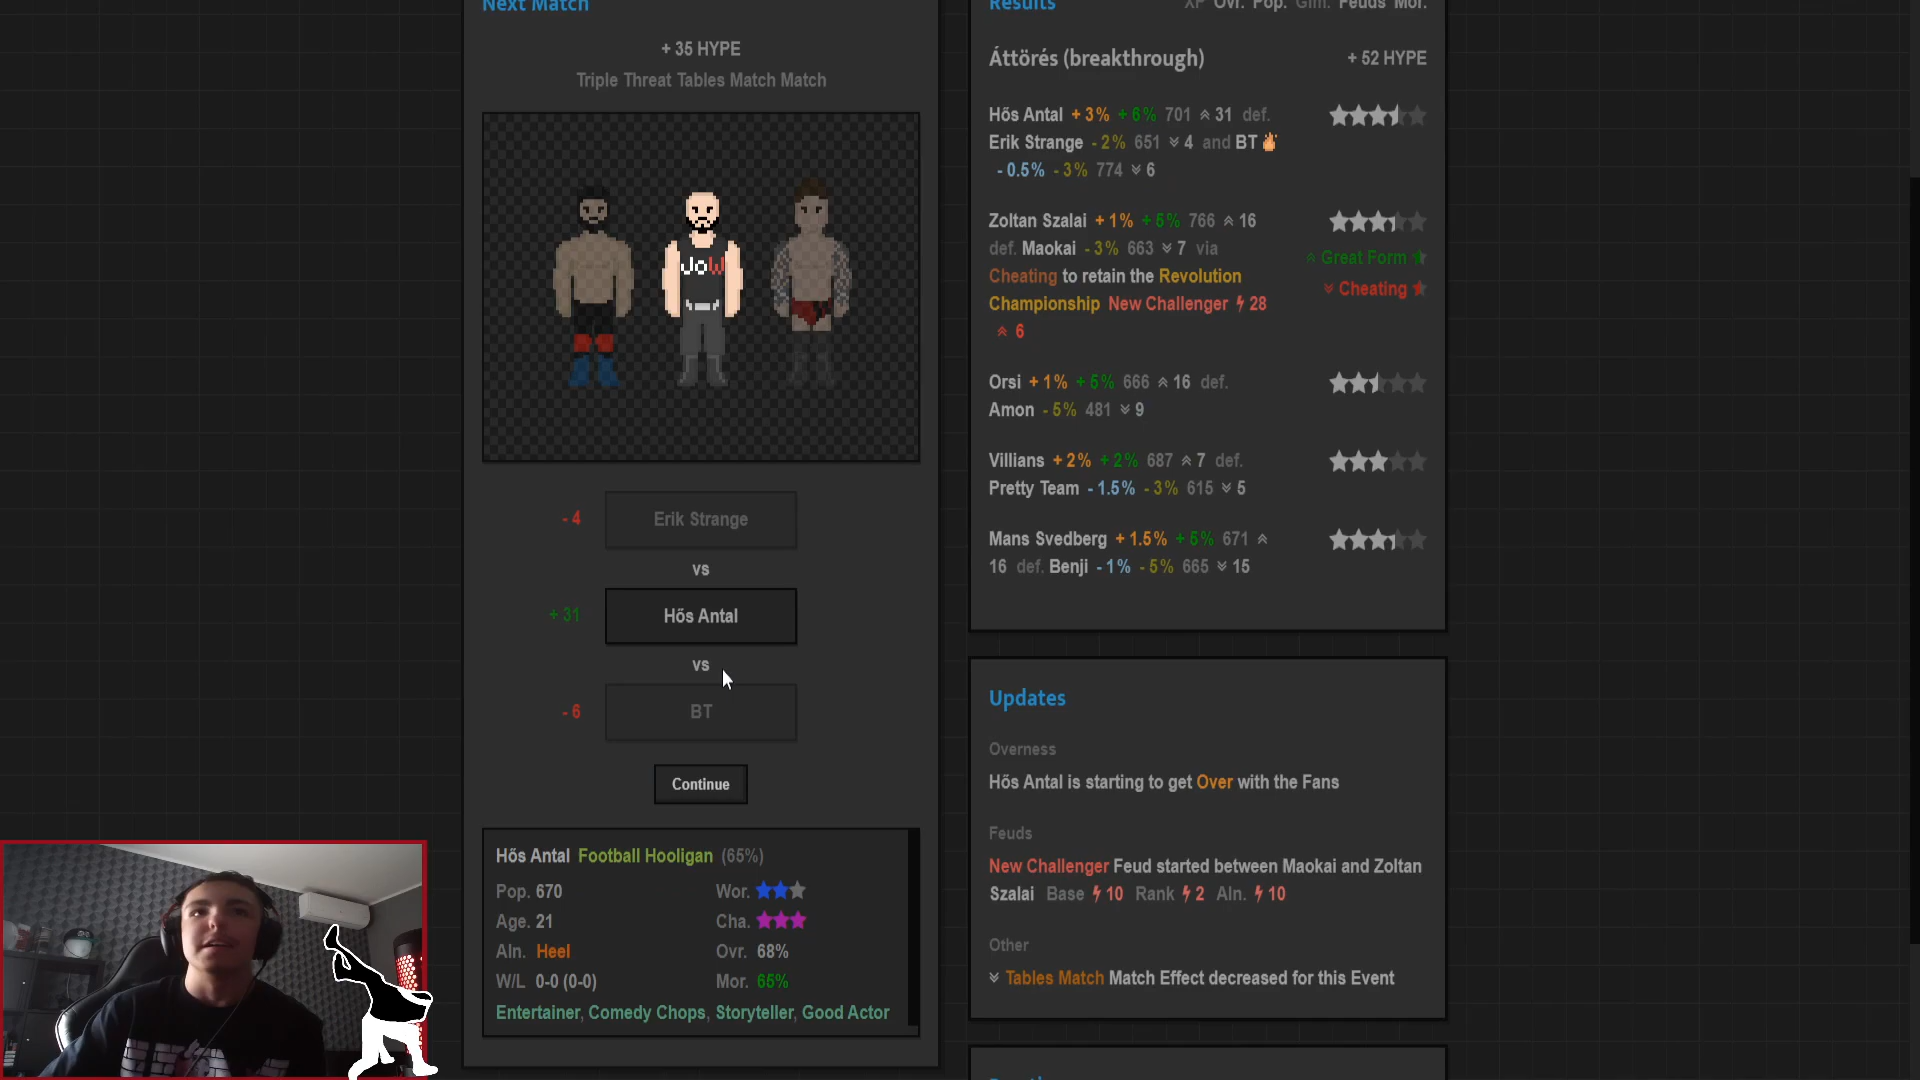 Next Match
+ 35 HYPE
Triple Threat Tables Match Match
JoW
- 4 Erik Strange
vs
+ 31 Hős Antal
vs
- 6 BT
Continue
Hős Antal Football Hooligan (65%)
Pop. 670 Wor.
Age. 21 Cha.
Aln. Heel Ovr. 68%
W/L 0-0 (0-0) Mor. 65%
Entertainer, Comedy Chops, Storyteller, Good Actor
Results XP Ovr. Pop. Gim. Feuds Mor.
Áttörés (breakthrough) + 52 HYPE
Hős Antal + 3% + 6% 701 31 def.
Erik Strange - 2% 651 4 and BT
- 0.5% - 3% 774 6
Zoltan Szalai + 1% + 5% 766 16
def. Maokai - 3% 663 7 via
Cheating to retain the Revolution
Championship New Challenger 28
6
Great Form
Cheating
Orsi + 1% + 5% 666 16 def.
Amon - 5% 481 9
Villians + 2% + 2% 687 7 def.
Pretty Team - 1.5% - 3% 615 5
Mans Svedberg + 1.5% + 5% 671
16 def. Benji - 1% - 5% 665 15
Updates
Overness
Hős Antal is starting to get Over with the Fans
Feuds
New Challenger Feud started between Maokai and Zoltan
Szalai Base 10 Rank 2 Aln. 10
Other
Tables Match Match Effect decreased for this Event